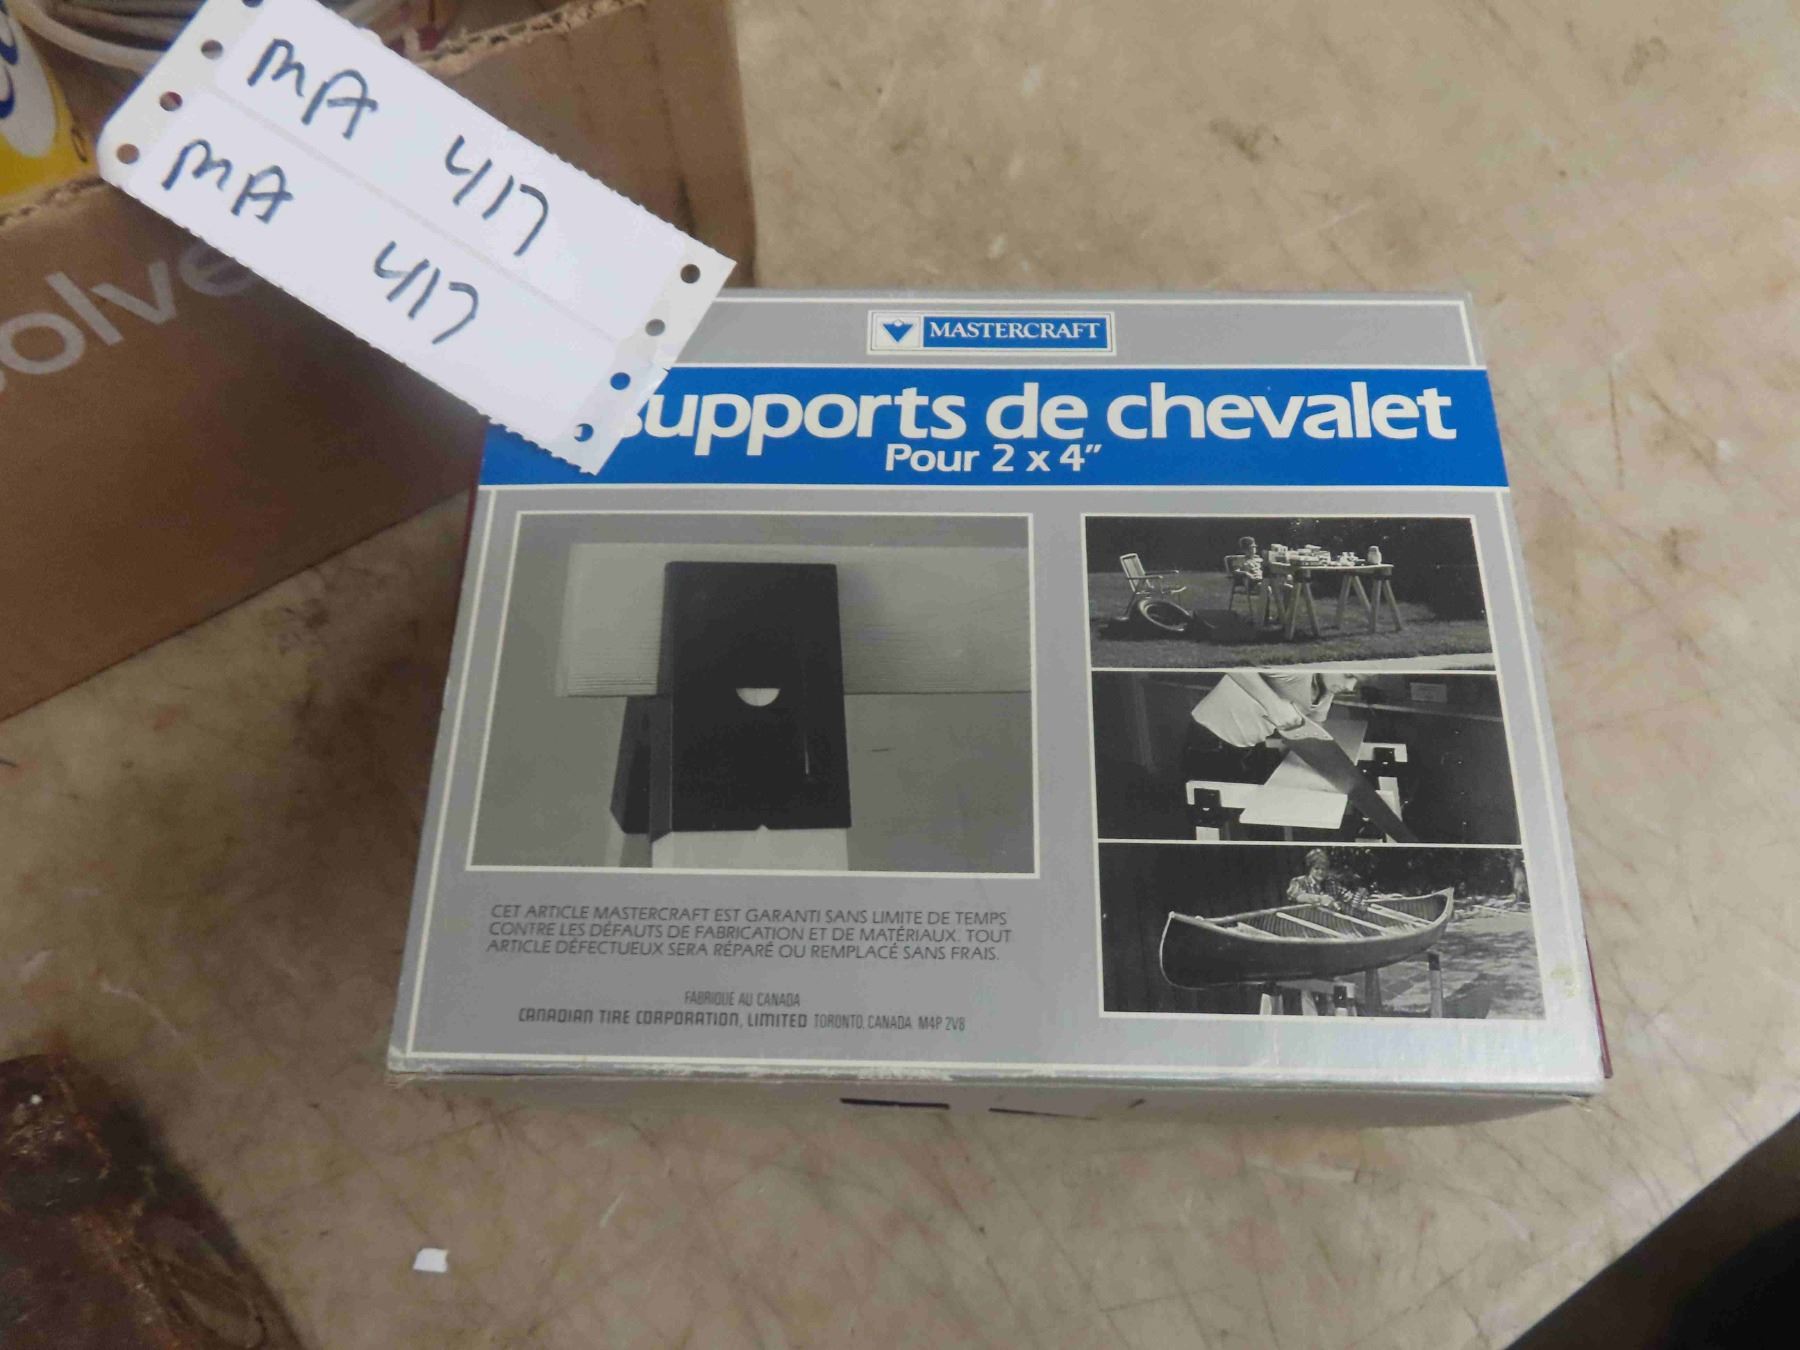 MA 417
MA 417
MASTERCRAFT
supports de chevalet
Pour 2 x 4"
CET ARTICLE MASTERCRAFT EST GARANTI SANS LIMITE DE TEMPS
CONTRE LES DÉFAUTS DE FABRICATION ET DE MATÉRIAUX. TOUT
ARTICLE DÉFECTUEUX SERA RÉPARÉ OU REMPLACÉ SANS FRAIS.
FABRIQUÉ AU CANADA
CANADIAN TIRE CORPORATION, LIMITED TORONTO, CANADA M4P 2V8